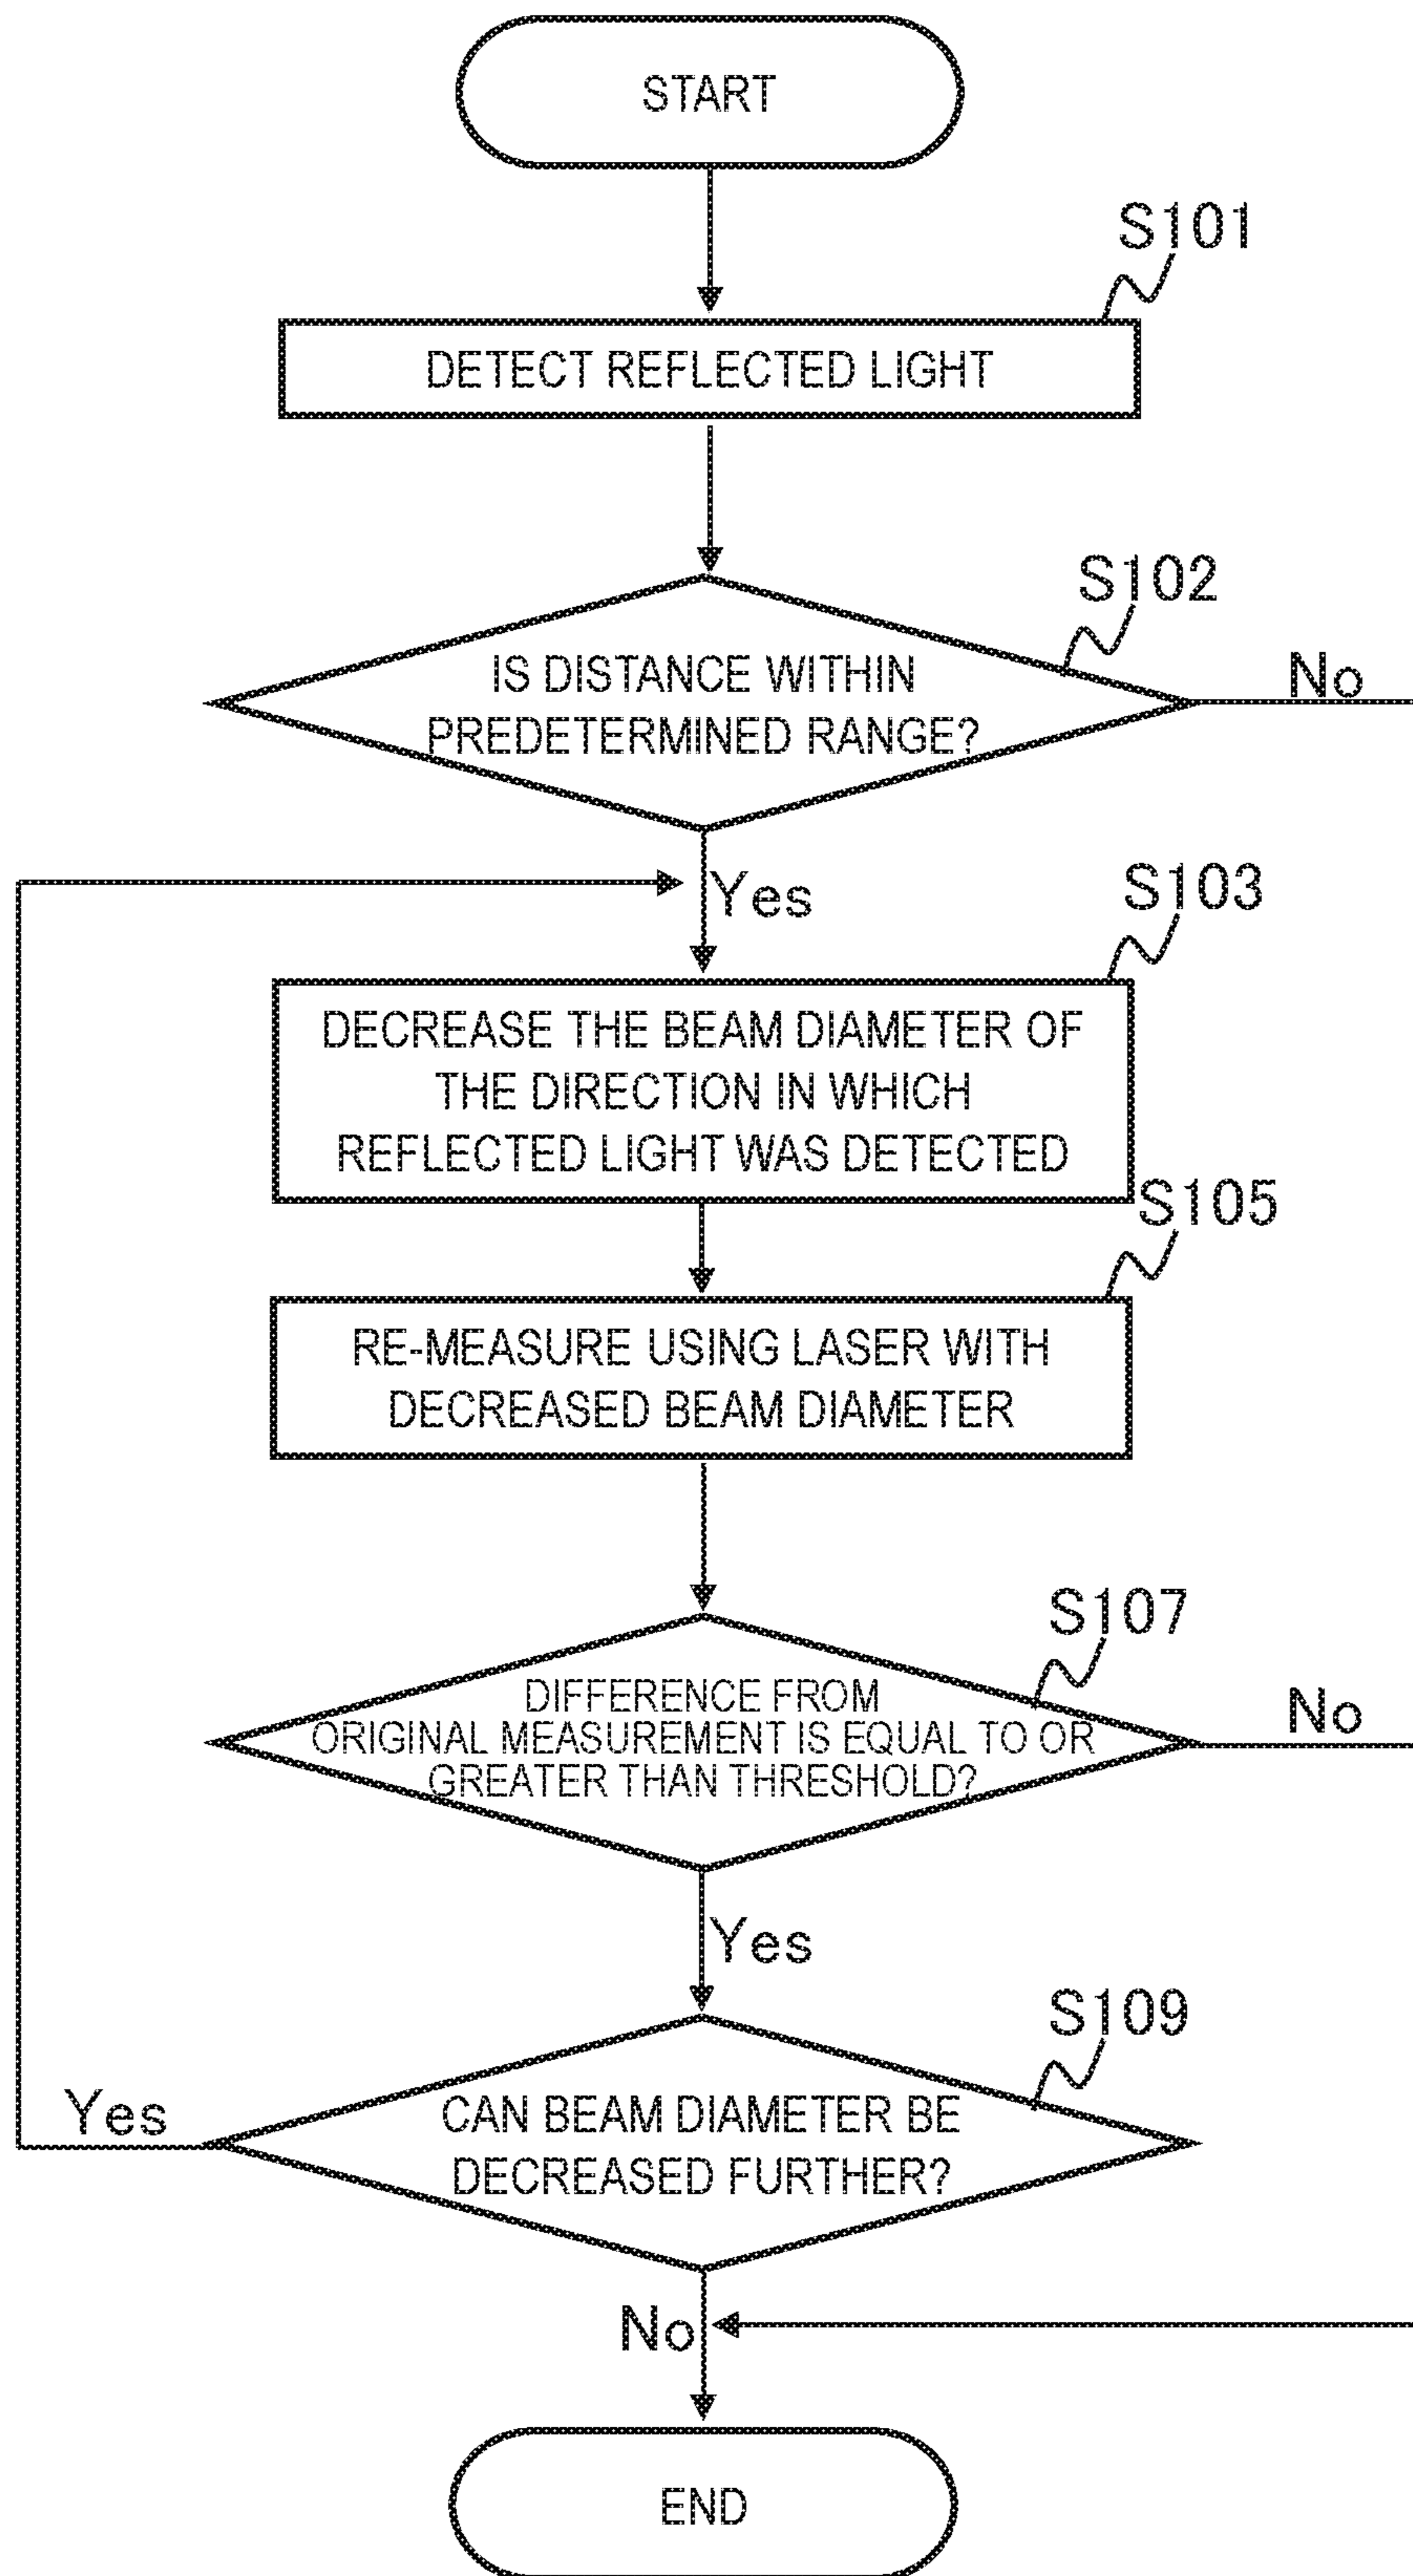 START
S101
DETECT REFLECTED LIGHT
S102
IS DISTANCE WITHIN
PREDETERMINED RANGE?
No
Yes
S103
DECREASE THE BEAM DIAMETER OF
THE DIRECTION IN WHICH
REFLECTED LIGHT WAS DETECTED
S105
RE-MEASURE USING LASER WITH
DECREASED BEAM DIAMETER
S107
DIFFERENCE FROM
ORIGINAL MEASUREMENT IS EQUAL TO OR
GREATER THAN THRESHOLD?
No
Yes
S109
CAN BEAM DIAMETER BE
DECREASED FURTHER?
Yes
No
END